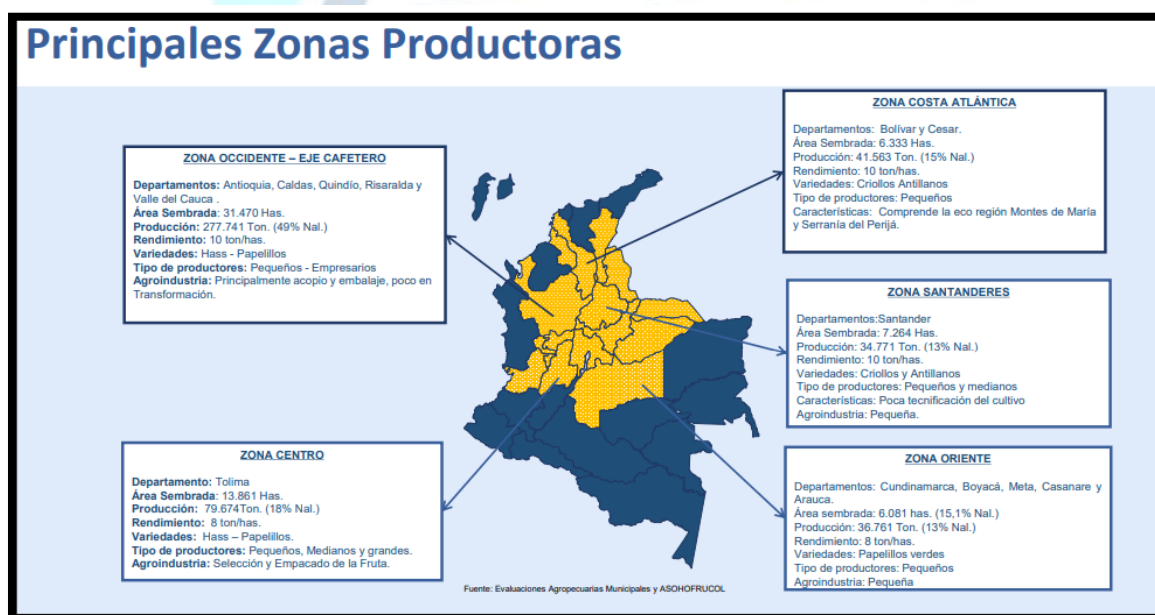 Principales Zonas Productoras
ZONA OCCIDENTE – EJE CAFETERO
Departamentos: Antioquia, Caldas, Quindío, Risaralda y
Valle del Cauca .
Área Sembrada: 31.470 Has.
Producción: 277.741 Ton. (49% Nal.)
Rendimiento: 10 ton/has.
Variedades: Hass - Papelillos
Tipo de productores: Pequeños - Empresarios
Agroindustria: Principalmente acopio y embalaje, poco en
Transformación.
ZONA COSTA ATLÁNTICA
Departamentos: Bolívar y Cesar.
Área Sembrada: 6.333 Has.
Producción: 41.563 Ton. (15% Nal.)
Rendimiento: 10 ton/has.
Variedades: Criollos Antillanos
Tipo de productores: Pequeños
Características: Comprende la eco región Montes de María
y Serranía del Perijá.
ZONA SANTANDERES
Departamentos:Santander
Área Sembrada: 7.264 Has.
Producción: 34.771 Ton. (13% Nal.)
Rendimiento: 10 ton/has.
Variedades: Criollos y Antillanos
Tipo de productores: Pequeños y medianos
Características: Poca tecnificación del cultivo
Agroindustria: Pequeña.
ZONA CENTRO
Departamento: Tolima
Área Sembrada: 13.861 Has.
Producción: 79.674Ton. (18% Nal.)
Rendimiento: 8 ton/has.
Variedades: Hass – Papelillos.
Tipo de productores: Pequeños, Medianos y grandes.
Agroindustria: Selección y Empacado de la Fruta.
ZONA ORIENTE
Departamentos: Cundinamarca, Boyacá, Meta, Casanare y
Arauca.
Área sembrada: 6.081 has. (15,1% Nal.)
Producción: 36.761 Ton. (13% Nal.)
Rendimiento: 8 ton/has.
Variedades: Papelillos verdes
Tipo de productores: Pequeños
Agroindustria: Pequeña
Fuente: Evaluaciones Agropecuarias Municipales y ASOHOFRUCOL